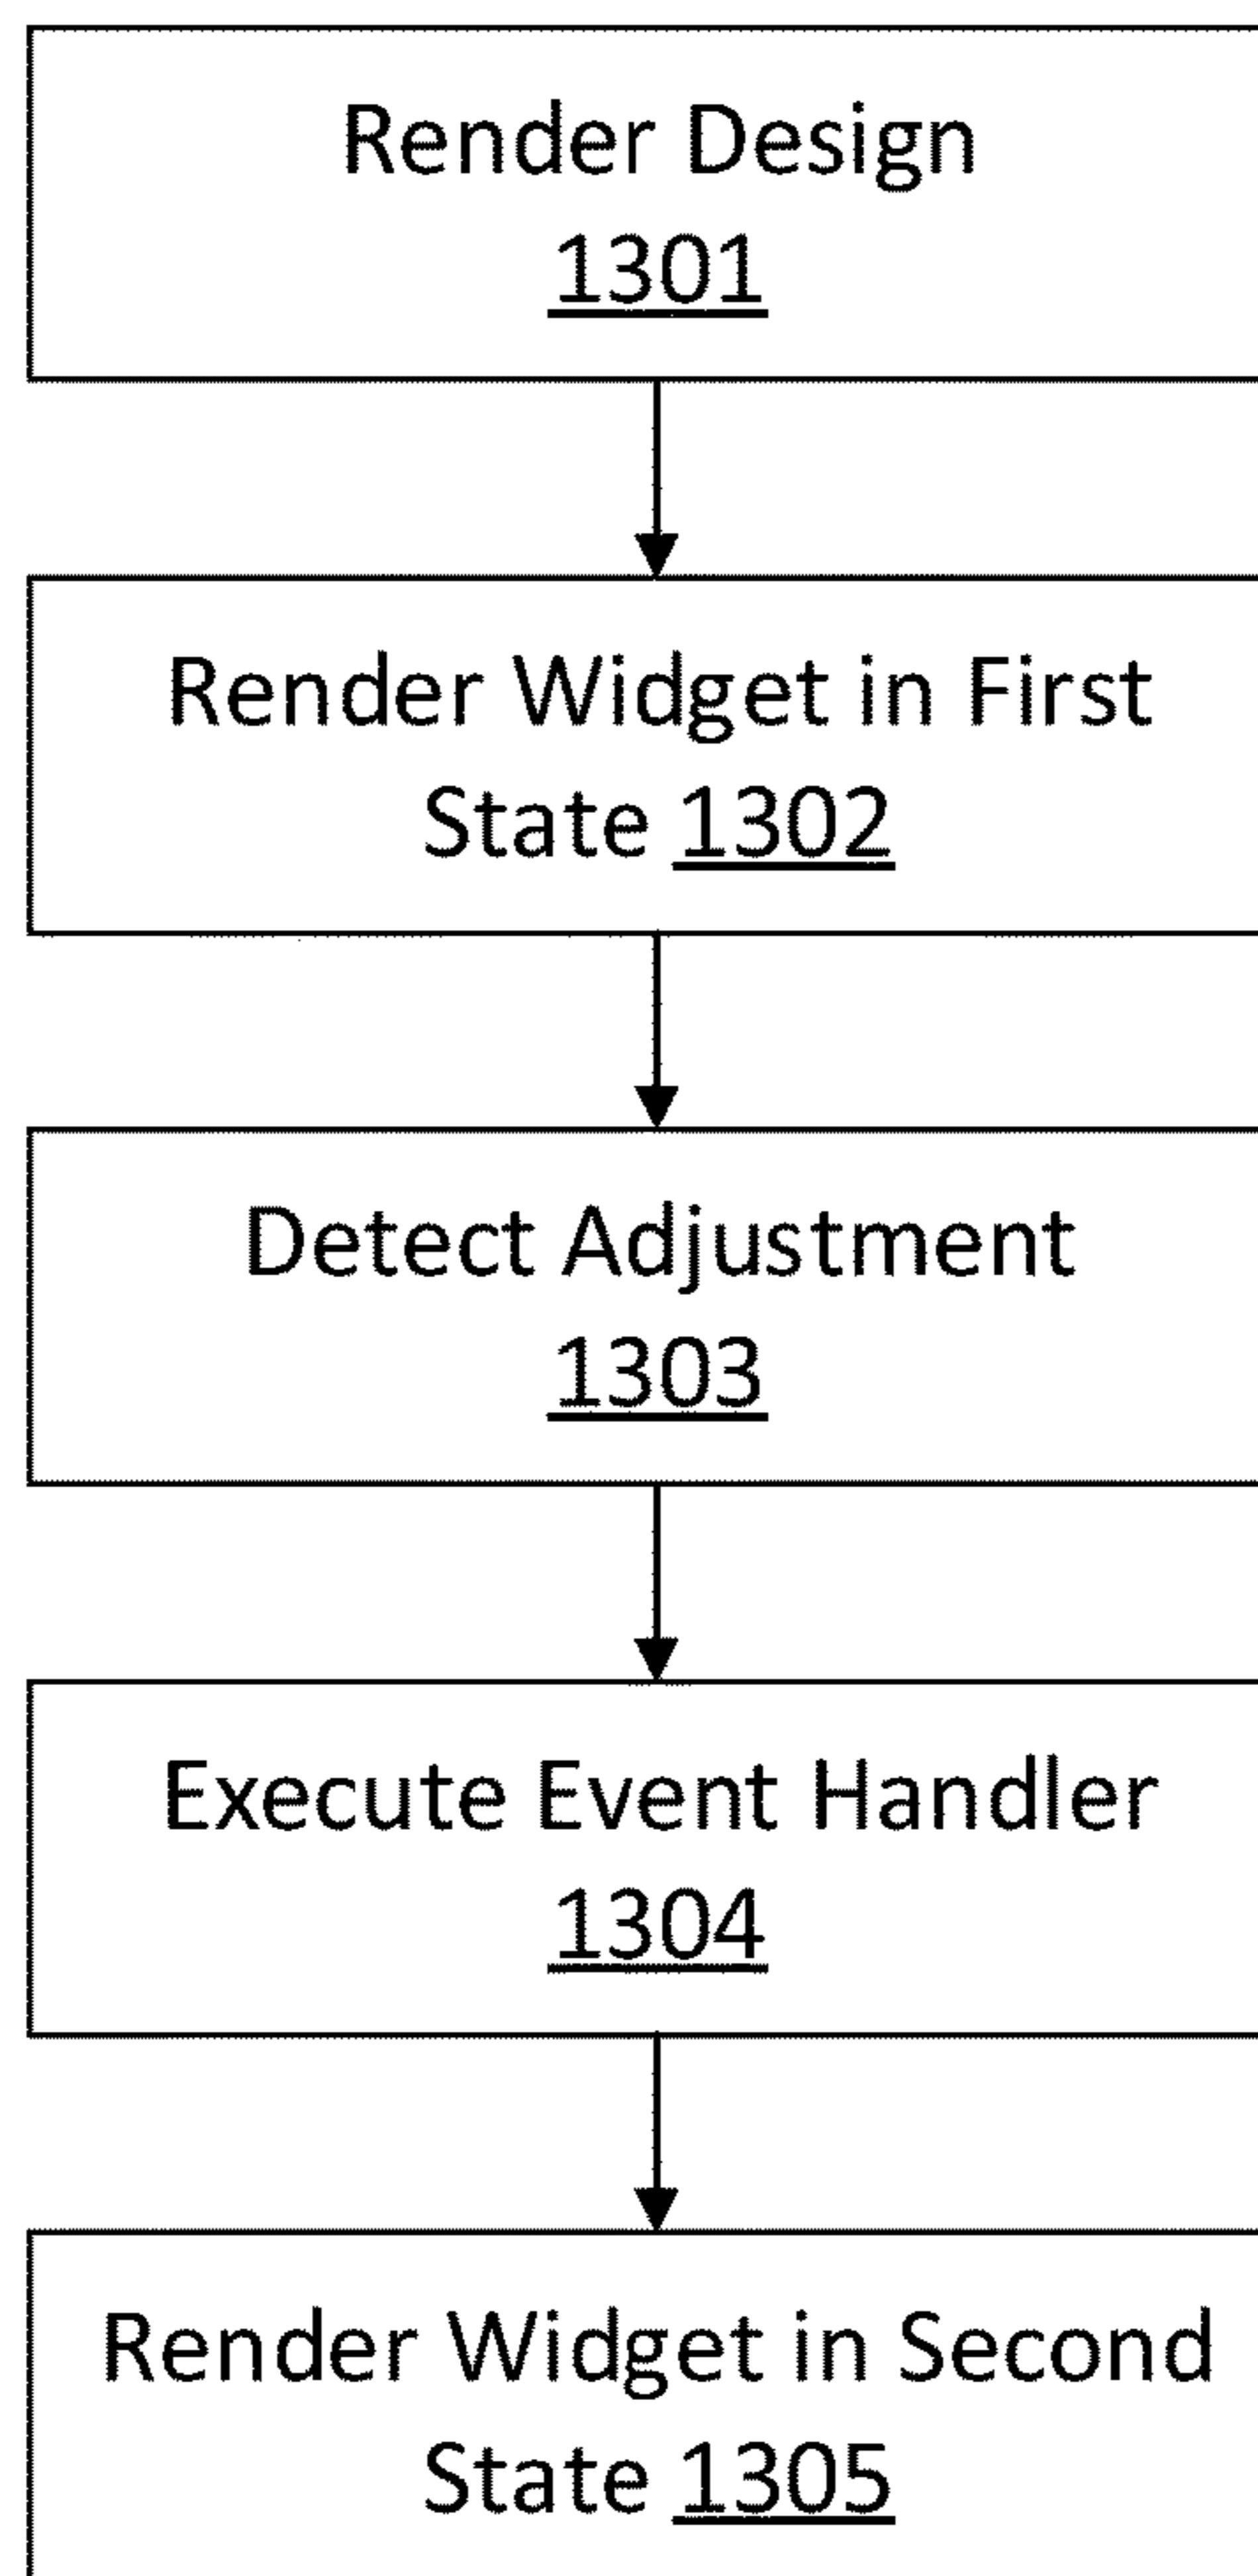 Render Design
1301
Render Widget in First
State 1302
Detect Adjustment
1303
Execute Event Handler
1304
Render Widget in Second
State 1305